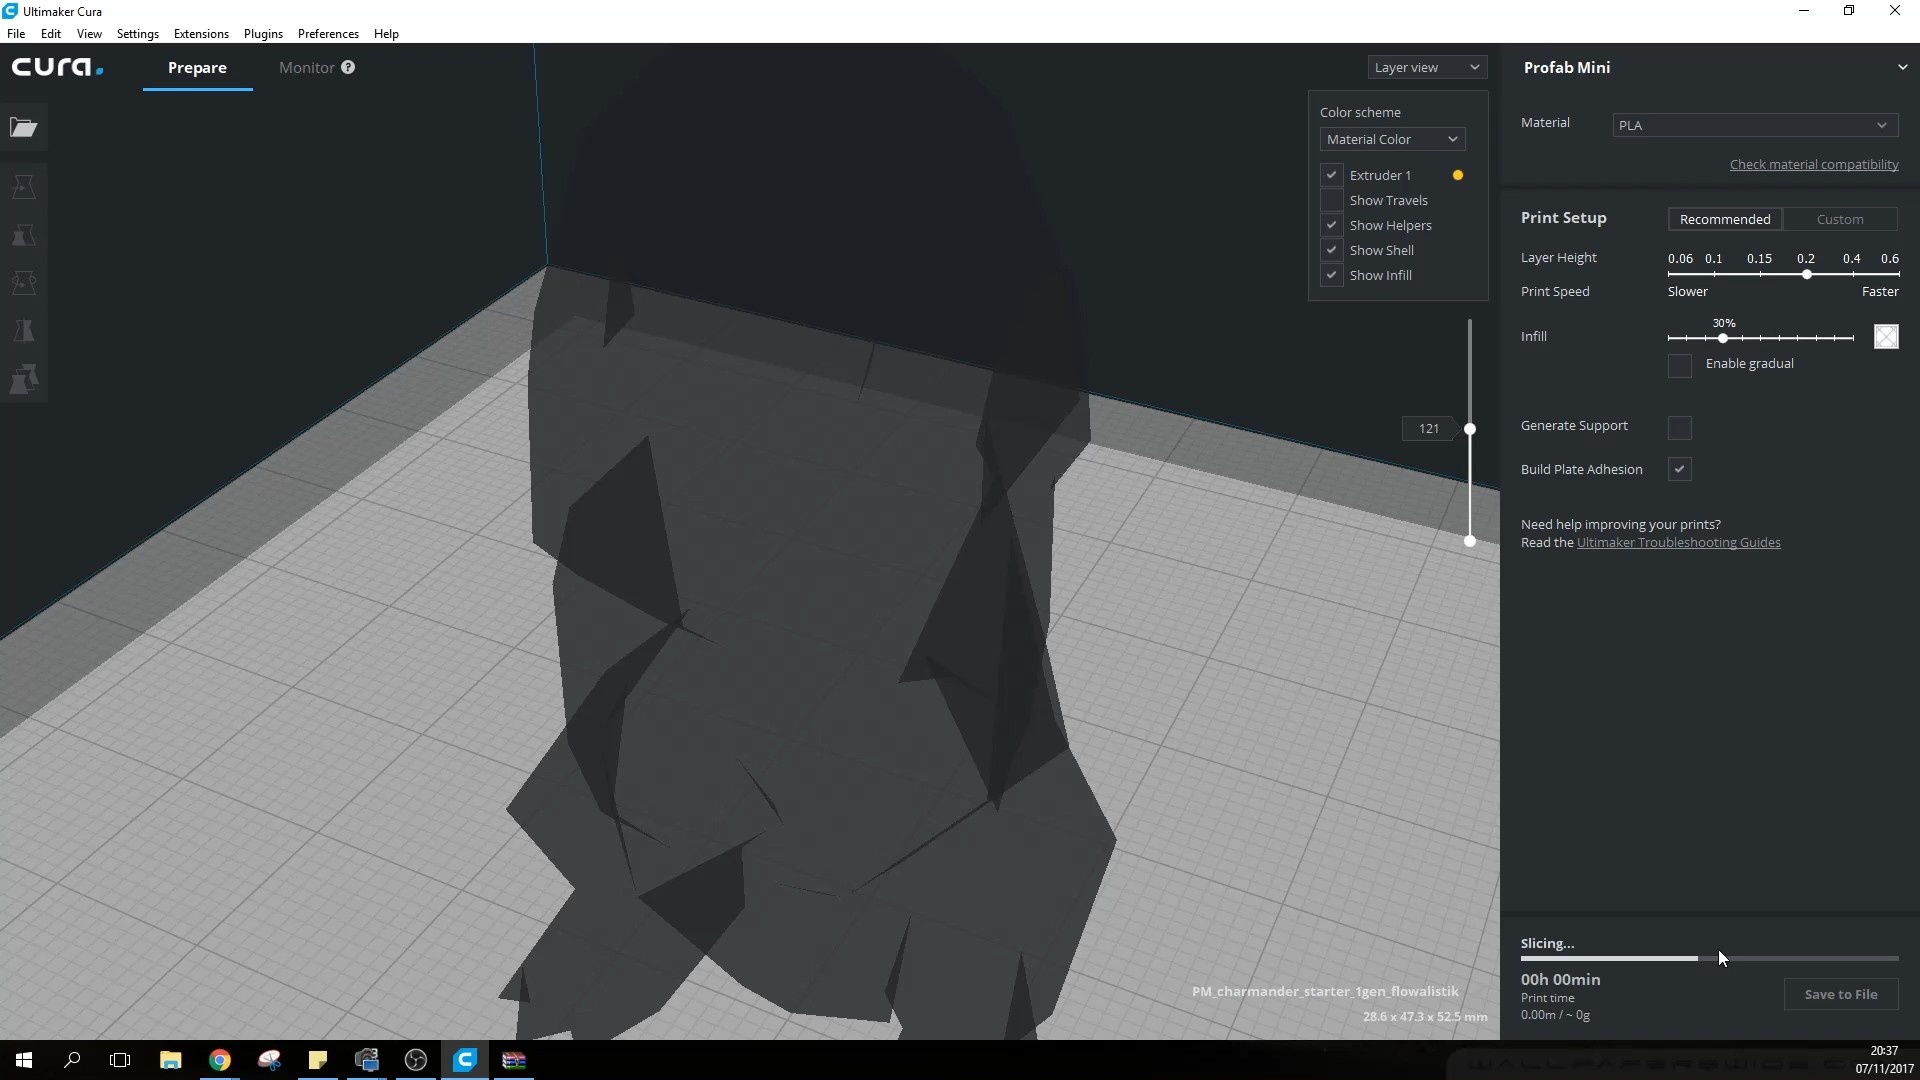 Ultimaker Cura
File Edit View Settings Extensions Plugins Preferences Help
cura.
Prepare
Monitor ?
Layer view
Color scheme
Material Color
Extruder 1
Show Travels
Show Helpers
Show Shell
Show Infill
121
PM_charmander_starter_1gen_flowalistik
28.6 x 47.3 x 52.5 mm
Profab Mini
Material PLA
Check material compatibility
Print Setup Recommended Custom
Layer Height 0.06 0.1 0.15 0.2 0.4 0.6
Print Speed Slower Faster
30%
Infill
Enable gradual
Generate Support
Build Plate Adhesion
Need help improving your prints?
Read the Ultimaker Troubleshooting Guides
Slicing...
00h 00min
Print time
0.00m / ~ 0g
Save to File
20:37
07/11/2017